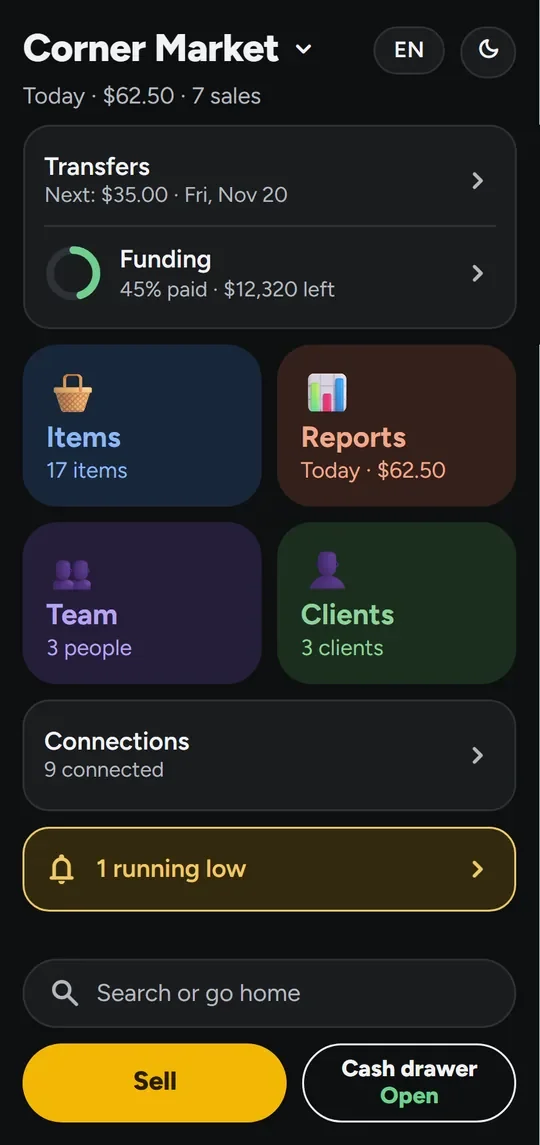 Corner Market
EN
Today · $62.50 · 7 sales
Transfers
Next: $35.00 · Fri, Nov 20
Funding
45% paid · $12,320 left
Items
17 items
Reports
Today · $62.50
Team
3 people
Clients
3 clients
Connections
9 connected
1 running low
Search or go home
Sell
Cash drawer
Open